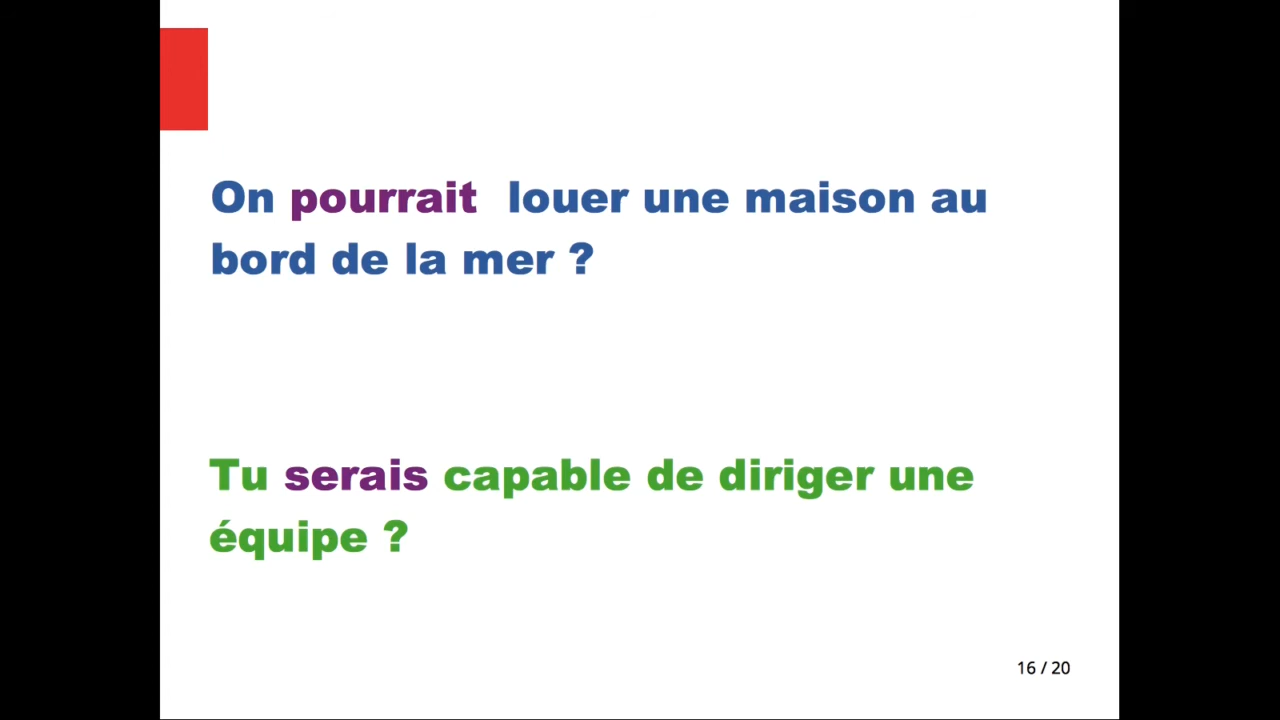 On pourrait  louer une maison au
bord de la mer ?
Tu serais capable de diriger une
équipe ?
16 / 20